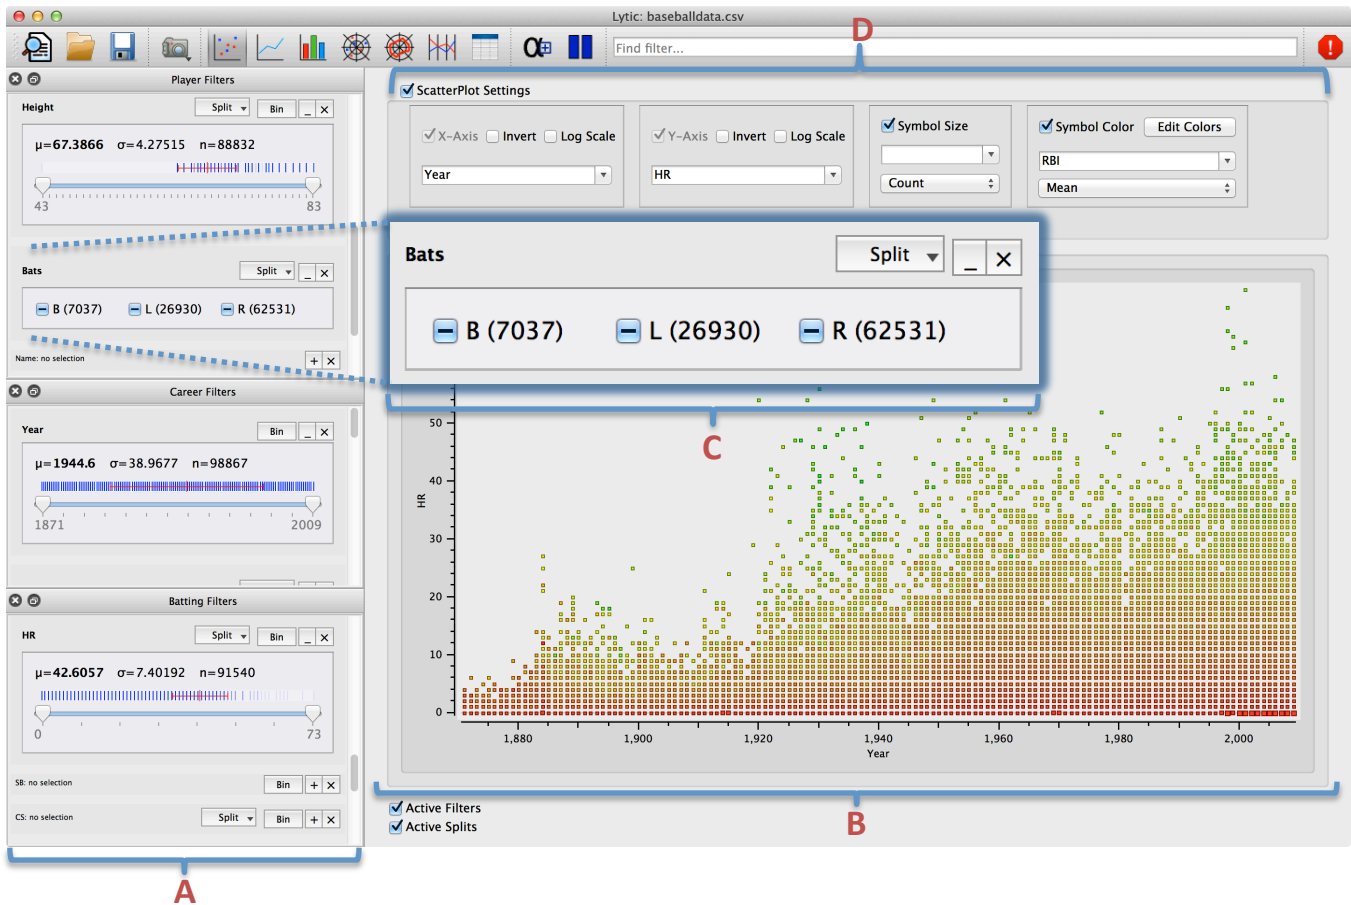 Lytic: baseballdata.csv
D
Find filter...
Player Filters
Height Split Bin _ ×
μ=67.3866 σ=4.27515 n=88832
43 83
Bats Split _ ×
B (7037) L (26930) R (62531)
Name: no selection + ×
Career Filters
Year Bin _ ×
μ=1944.6 σ=38.9677 n=98867
1871 2009
Batting Filters
HR Split Bin _ ×
μ=42.6057 σ=7.40192 n=91540
0 73
SB: no selection Bin + ×
CS: no selection Split Bin + ×
A
ScatterPlot Settings
X-Axis Invert Log Scale
Year
Y-Axis Invert Log Scale
HR
Symbol Size
Count
Symbol Color Edit Colors
RBI
Mean
Bats Split _ ×
B (7037) L (26930) R (62531)
C
50
40
30
20
10
0
HR
1,880 1,900 1,920 1,940 1,960 1,980 2,000
Year
Active Filters
Active Splits
B